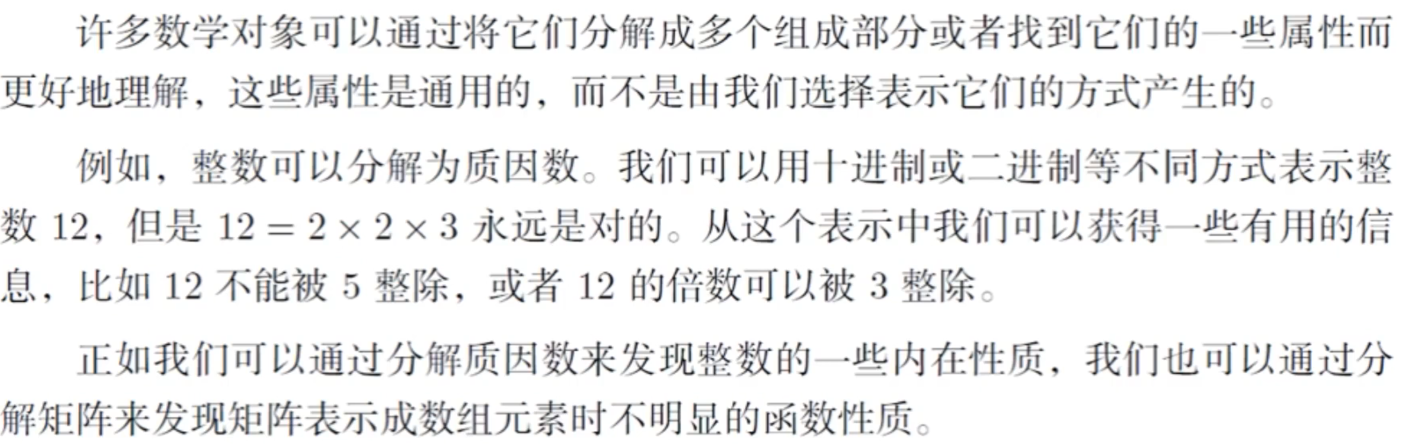 许多数学对象可以通过将它们分解成多个组成部分或者找到它们的一些属性而
更好地理解，这些属性是通用的，而不是由我们选择表示它们的方式产生的。
例如，整数可以分解为质因数。我们可以用十进制或二进制等不同方式表示整
数 12，但是 12 = 2 × 2 × 3 永远是对的。从这个表示中我们可以获得一些有用的信
息，比如 12 不能被 5 整除，或者 12 的倍数可以被 3 整除。
正如我们可以通过分解质因数来发现整数的一些内在性质，我们也可以通过分
解矩阵来发现矩阵表示成数组元素时不明显的函数性质。